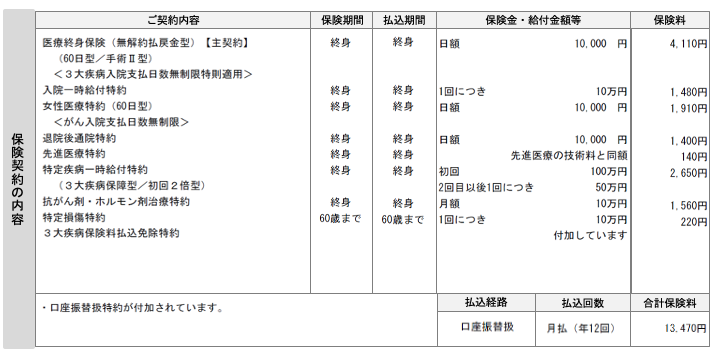 保険契約の内容
ご契約内容 保険期間 払込期間 保険金・給付金額等 保険料
医療終身保険（無解約払戻金型）【主契約】 終身 終身 日額 10,000 円 4,110円
（60日型／手術Ⅱ型）
＜３大疾病入院支払日数無制限特則適用＞
入院一時給付特約 終身 終身 1回につき 10万円 1,480円
女性医療特約（60日型） 終身 終身 日額 10,000 円 1,910円
＜がん入院支払日数無制限＞
退院後通院特約 終身 終身 日額 10,000 円 1,400円
先進医療特約 終身 終身 先進医療の技術料と同額 140円
特定疾病一時給付特約 終身 終身 初回 100万円 2,650円
（３大疾病保障型／初回２倍型） 2回目以後1回につき 50万円
抗がん剤・ホルモン剤治療特約 終身 終身 月額 10万円 1,560円
特定損傷特約 60歳まで 60歳まで 1回につき 10万円 220円
３大疾病保険料払込免除特約 付加しています
・口座振替扱特約が付加されています。 払込経路 払込回数 合計保険料
口座振替扱 月払（年12回） 13,470円